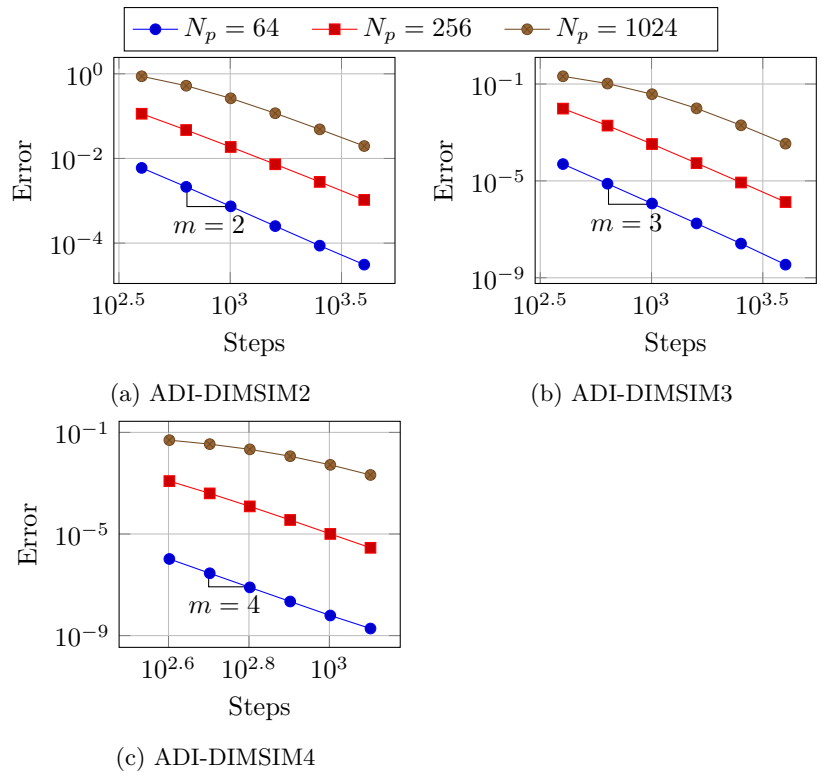 N_p = 64 N_p = 256 N_p = 1024
10^0
10^{-2}
10^{-4}
Error
m = 2
10^{2.5} 10^3 10^{3.5}
Steps
(a) ADI-DIMSIM2
10^{-1}
10^{-5}
10^{-9}
Error
m = 3
10^{2.5} 10^3 10^{3.5}
Steps
(b) ADI-DIMSIM3
10^{-1}
10^{-5}
10^{-9}
Error
m = 4
10^{2.6} 10^{2.8} 10^3
Steps
(c) ADI-DIMSIM4